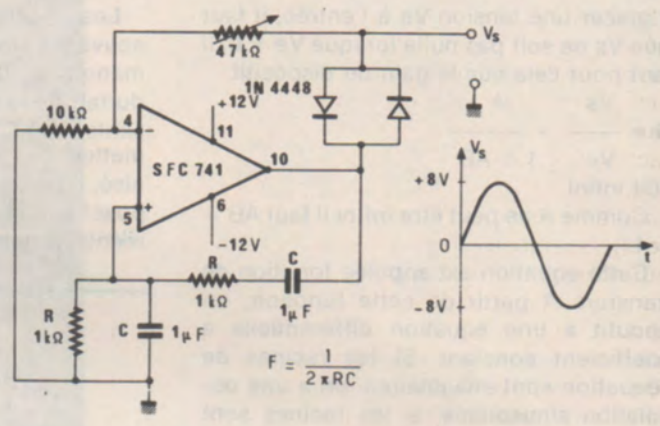 47kΩ
Vs
1N 4448
10kΩ
4
−
+12V
11
SFC 741
10
Vs
+8V
5
+
6
−12V
0
t
R
C
1kΩ
1µF
−8V
R
1kΩ
C
1µF
F = 1 / 2πRC